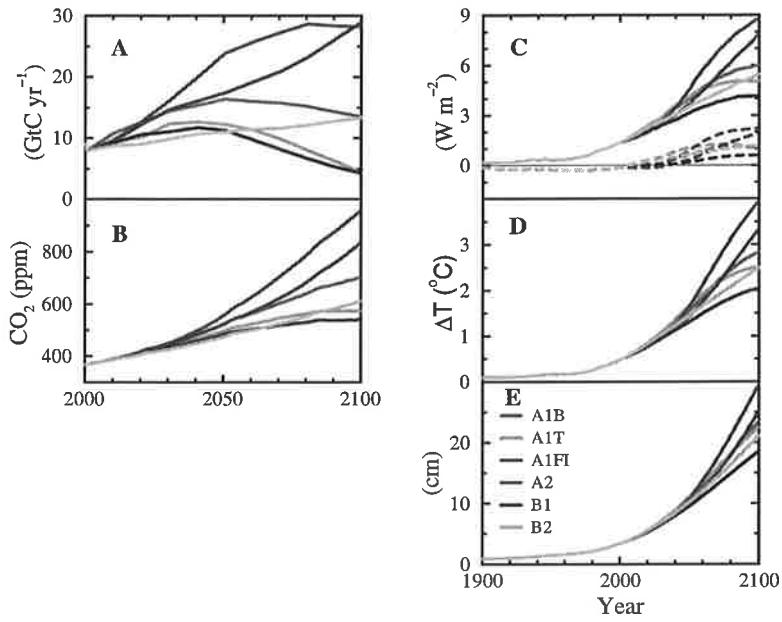 30
A
20
10
0
(GtC yr⁻¹)
B
800
600
400
CO₂ (ppm)
2000 2050 2100
9
C
6
3
0
(W m⁻²)
D
3
2
1
0
ΔT (°C)
E
A1B
A1T
A1FI
A2
B1
B2
20
10
0
(cm)
1900 2000 2100
Year